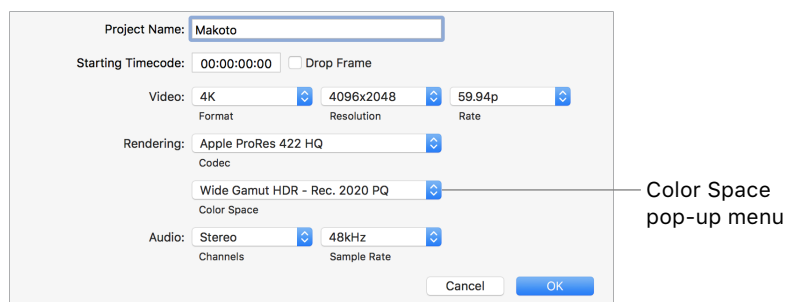 Project Name: Makoto
Starting Timecode: 00:00:00:00 Drop Frame
Video: 4K 4096x2048 59.94p
Format Resolution Rate
Rendering: Apple ProRes 422 HQ
Codec
Wide Gamut HDR - Rec. 2020 PQ
Color Space
Color Space
pop-up menu
Audio: Stereo 48kHz
Channels Sample Rate
Cancel OK